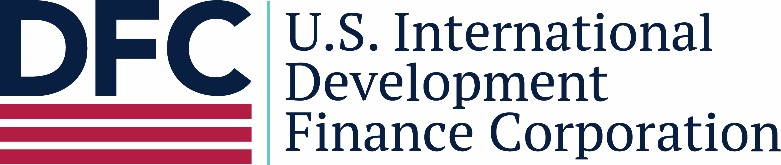 DFC
U.S. International
Development
Finance Corporation